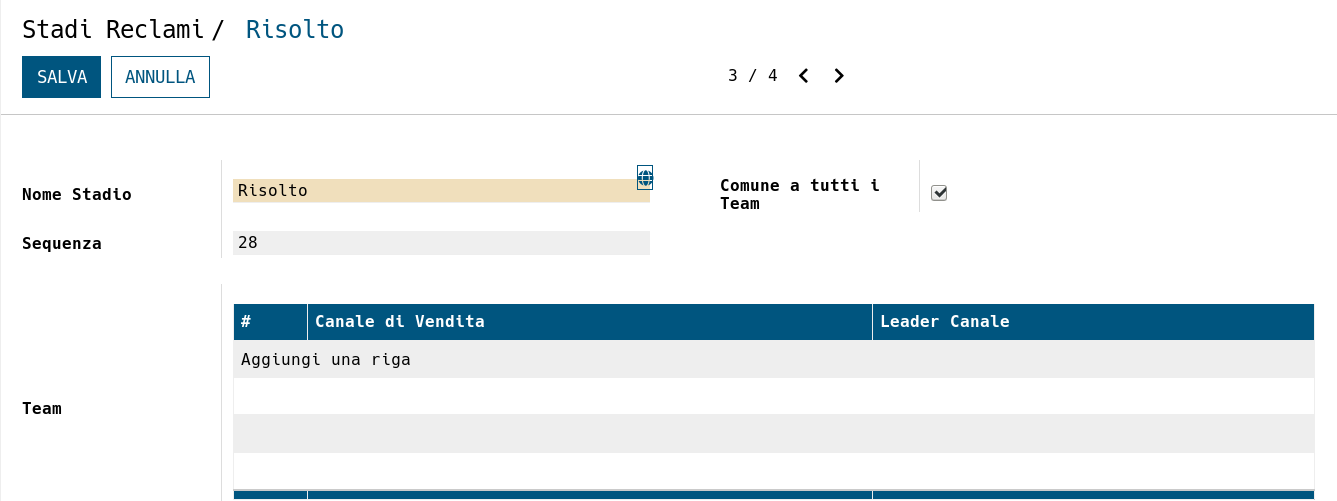 Stadi Reclami / Risolto
SALVA ANNULLA 3 / 4
Nome Stadio Risolto Comune a tutti i
Team
Sequenza 28
# Canale di Vendita Leader Canale
Aggiungi una riga
Team